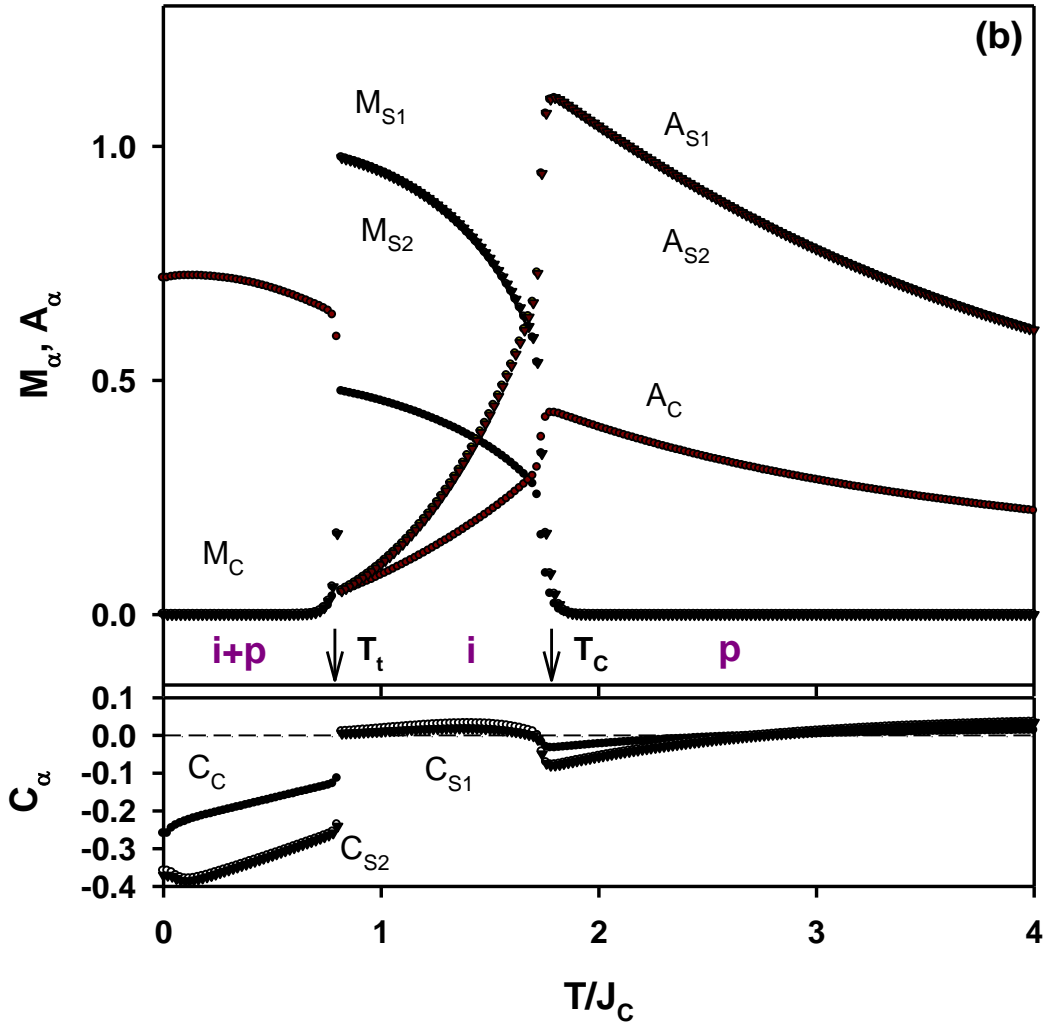 (b)
M_S1
A_S1
1.0
M_S2
A_S2
M_α, A_α
0.5
A_C
M_C
0.0
i+p
T_t
i
T_C
p
0.1
0.0
C_C
C_S1
-0.1
C_α
-0.2
-0.3
C_S2
-0.4
0 1 2 3 4
T/J_C